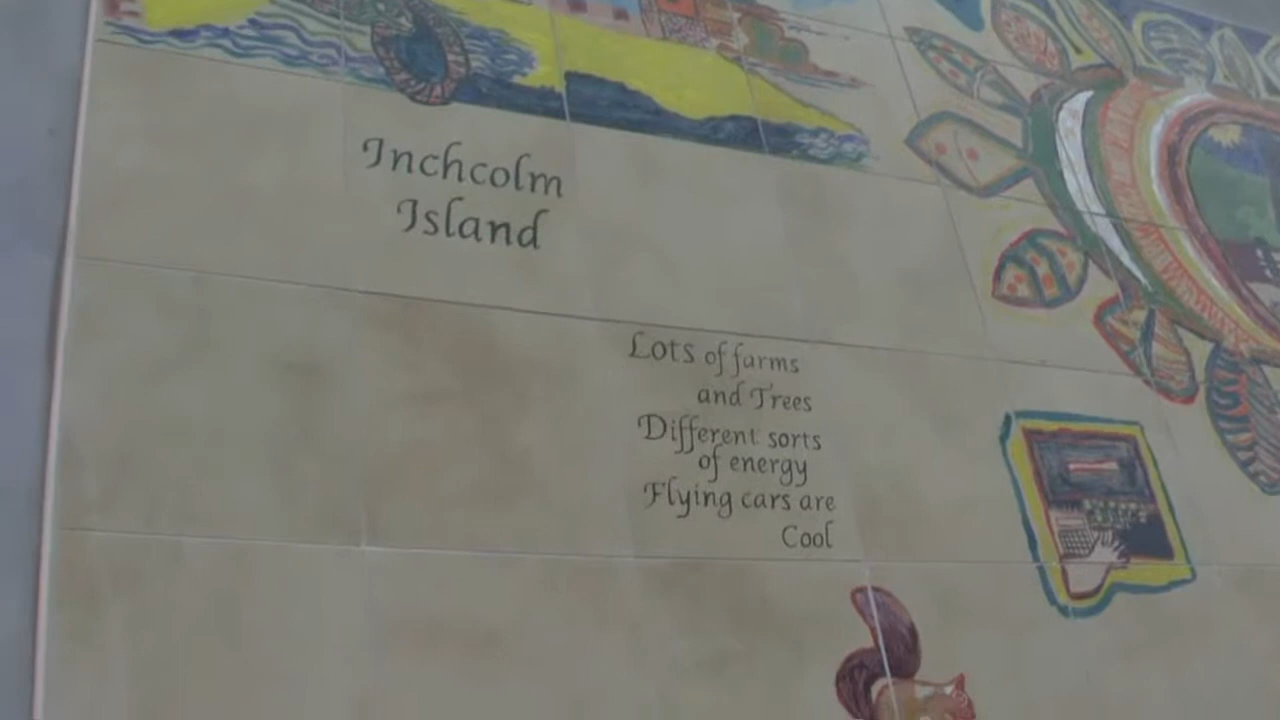 Inchcolm
Island
Lots of farms
and Trees
Different sorts
of energy
Flying cars are
Cool